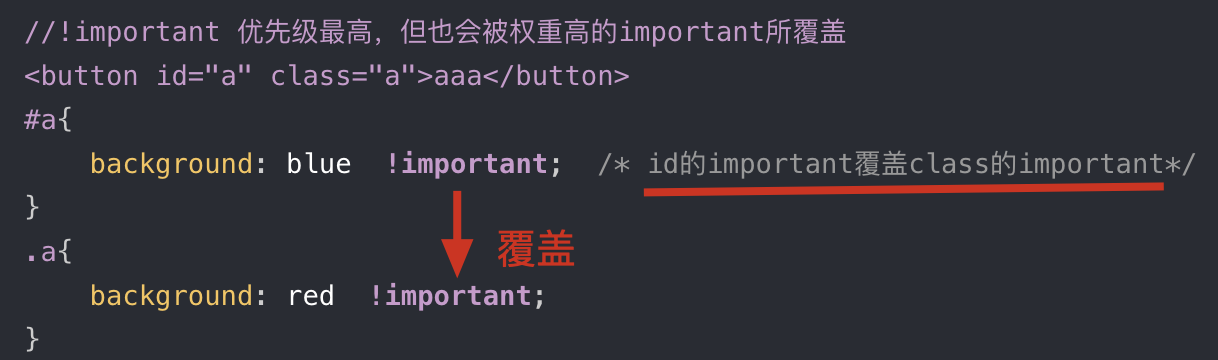 //!important 优先级最高，但也会被权重高的important所覆盖
<button id="a" class="a">aaa</button>
#a{
    background: blue  !important;  /* id的important覆盖class的important*/
}
覆盖
.a{
    background: red  !important;
}